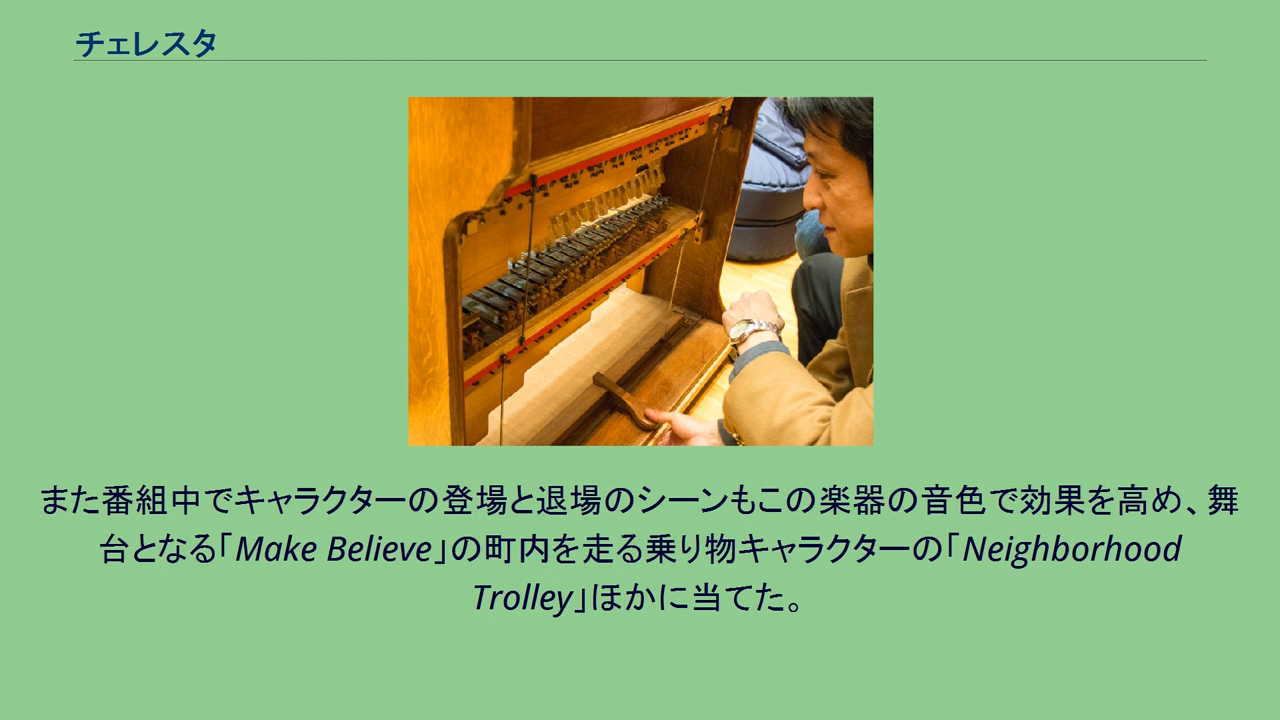 チェレスタ
また番組中でキャラクターの登場と退場のシーンもこの楽器の音色で効果を高め、舞
台となる「Make Believe」の町内を走る乗り物キャラクターの「Neighborhood
Trolley」ほかに当てた。